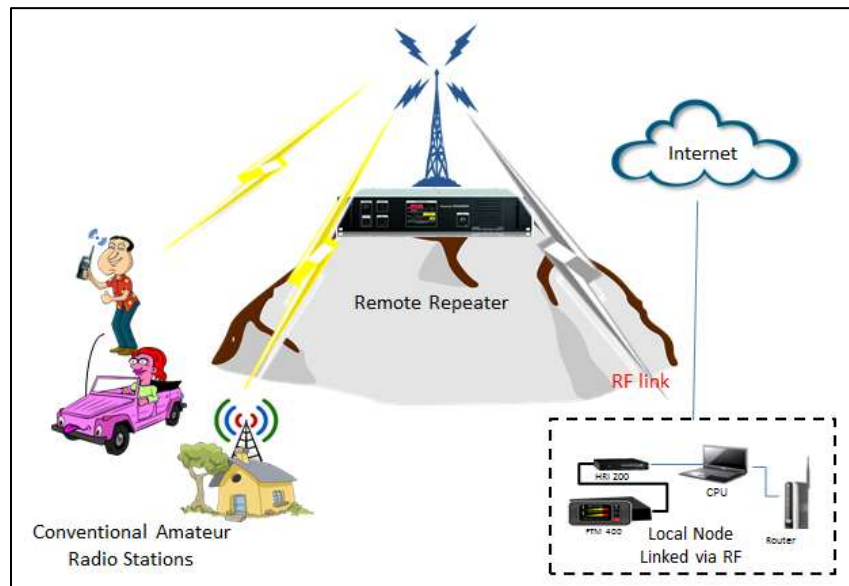 Internet
Remote Repeater
RF link
HRI 200
CPU
FTM 400
Local Node
Linked via RF
Router
Conventional Amateur
Radio Stations